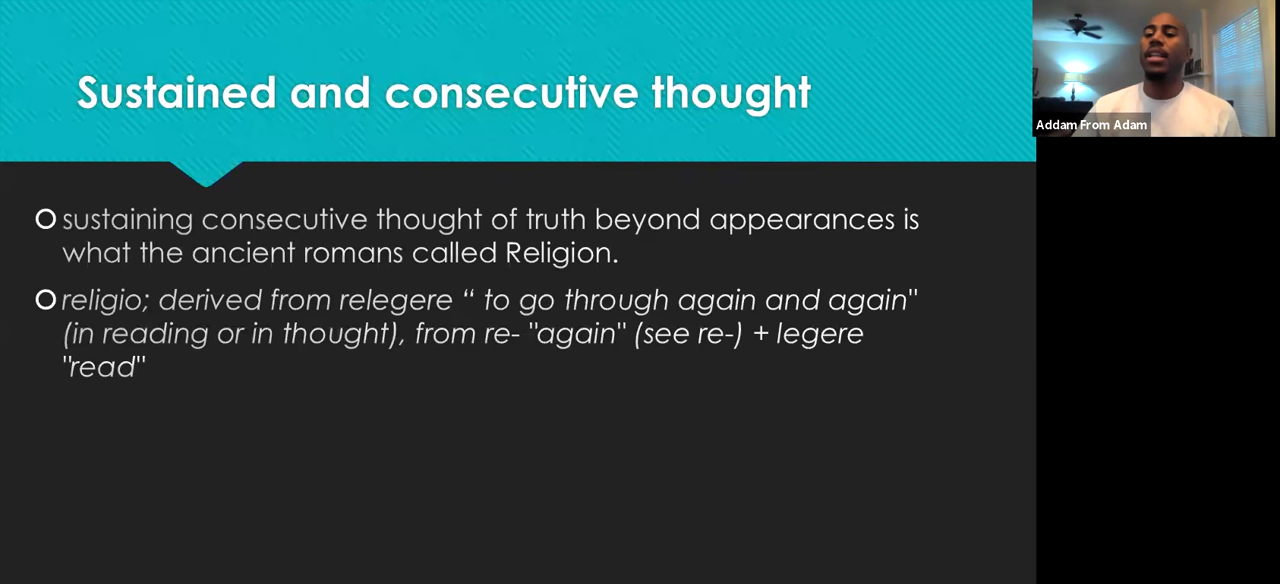 Sustained and consecutive thought
Addam From Adam
sustaining consecutive thought of truth beyond appearances is
what the ancient romans called Religion.
religio; derived from relegere “ to go through again and again"
(in reading or in thought), from re- "again" (see re-) + legere
"read"